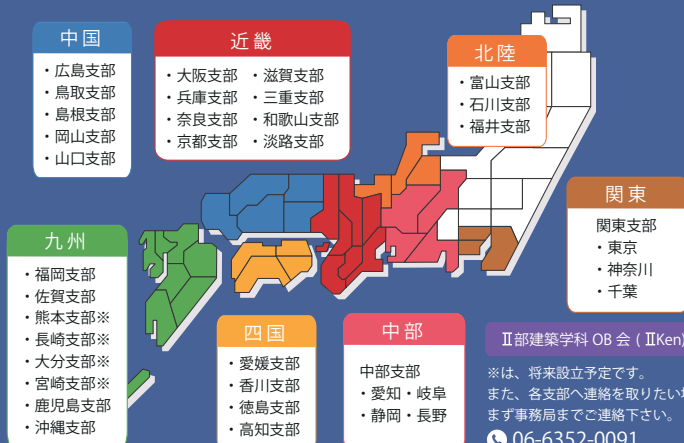 中国
・広島支部
・鳥取支部
・島根支部
・岡山支部
・山口支部
近畿
・大阪支部 ・滋賀支部
・兵庫支部 ・三重支部
・奈良支部 ・和歌山支部
・京都支部 ・淡路支部
北陸
・富山支部
・石川支部
・福井支部
関東
関東支部
・東京
・神奈川
・千葉
九州
・福岡支部
・佐賀支部
・熊本支部※
・長崎支部※
・大分支部※
・宮崎支部※
・鹿児島支部
・沖縄支部
四国
・愛媛支部
・香川支部
・徳島支部
・高知支部
中部
中部支部
・愛知・岐阜
・静岡・長野
Ⅱ部建築学科 OB 会 ( ⅡKen)
※は、将来設立予定です。
また、各支部へ連絡を取りたい
まず事務局までご連絡下さい。
06-6352-0091